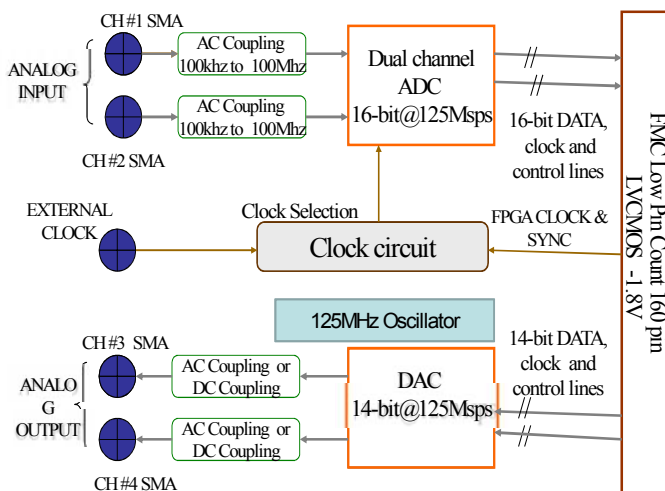 CH #1 SMA
ANALOG
INPUT
AC Coupling
100khz to 100Mhz
AC Coupling
100khz to 100Mhz
CH #2 SMA
Dual channel
ADC
16-bit@125Msps
16-bit DATA,
clock and
control lines
EXTERNAL
CLOCK
Clock Selection
Clock circuit
FPGA CLOCK &
SYNC
FMC Low Pin Count 160 pm
LVCMOS - 1.8V
125MHz Oscillator
CH #3 SMA
ANALO
G
OUTPUT
AC Coupling or
DC Coupling
AC Coupling or
DC Coupling
CH #4 SMA
DAC
14-bit@125Msps
14-bit DATA,
clock and
control lines